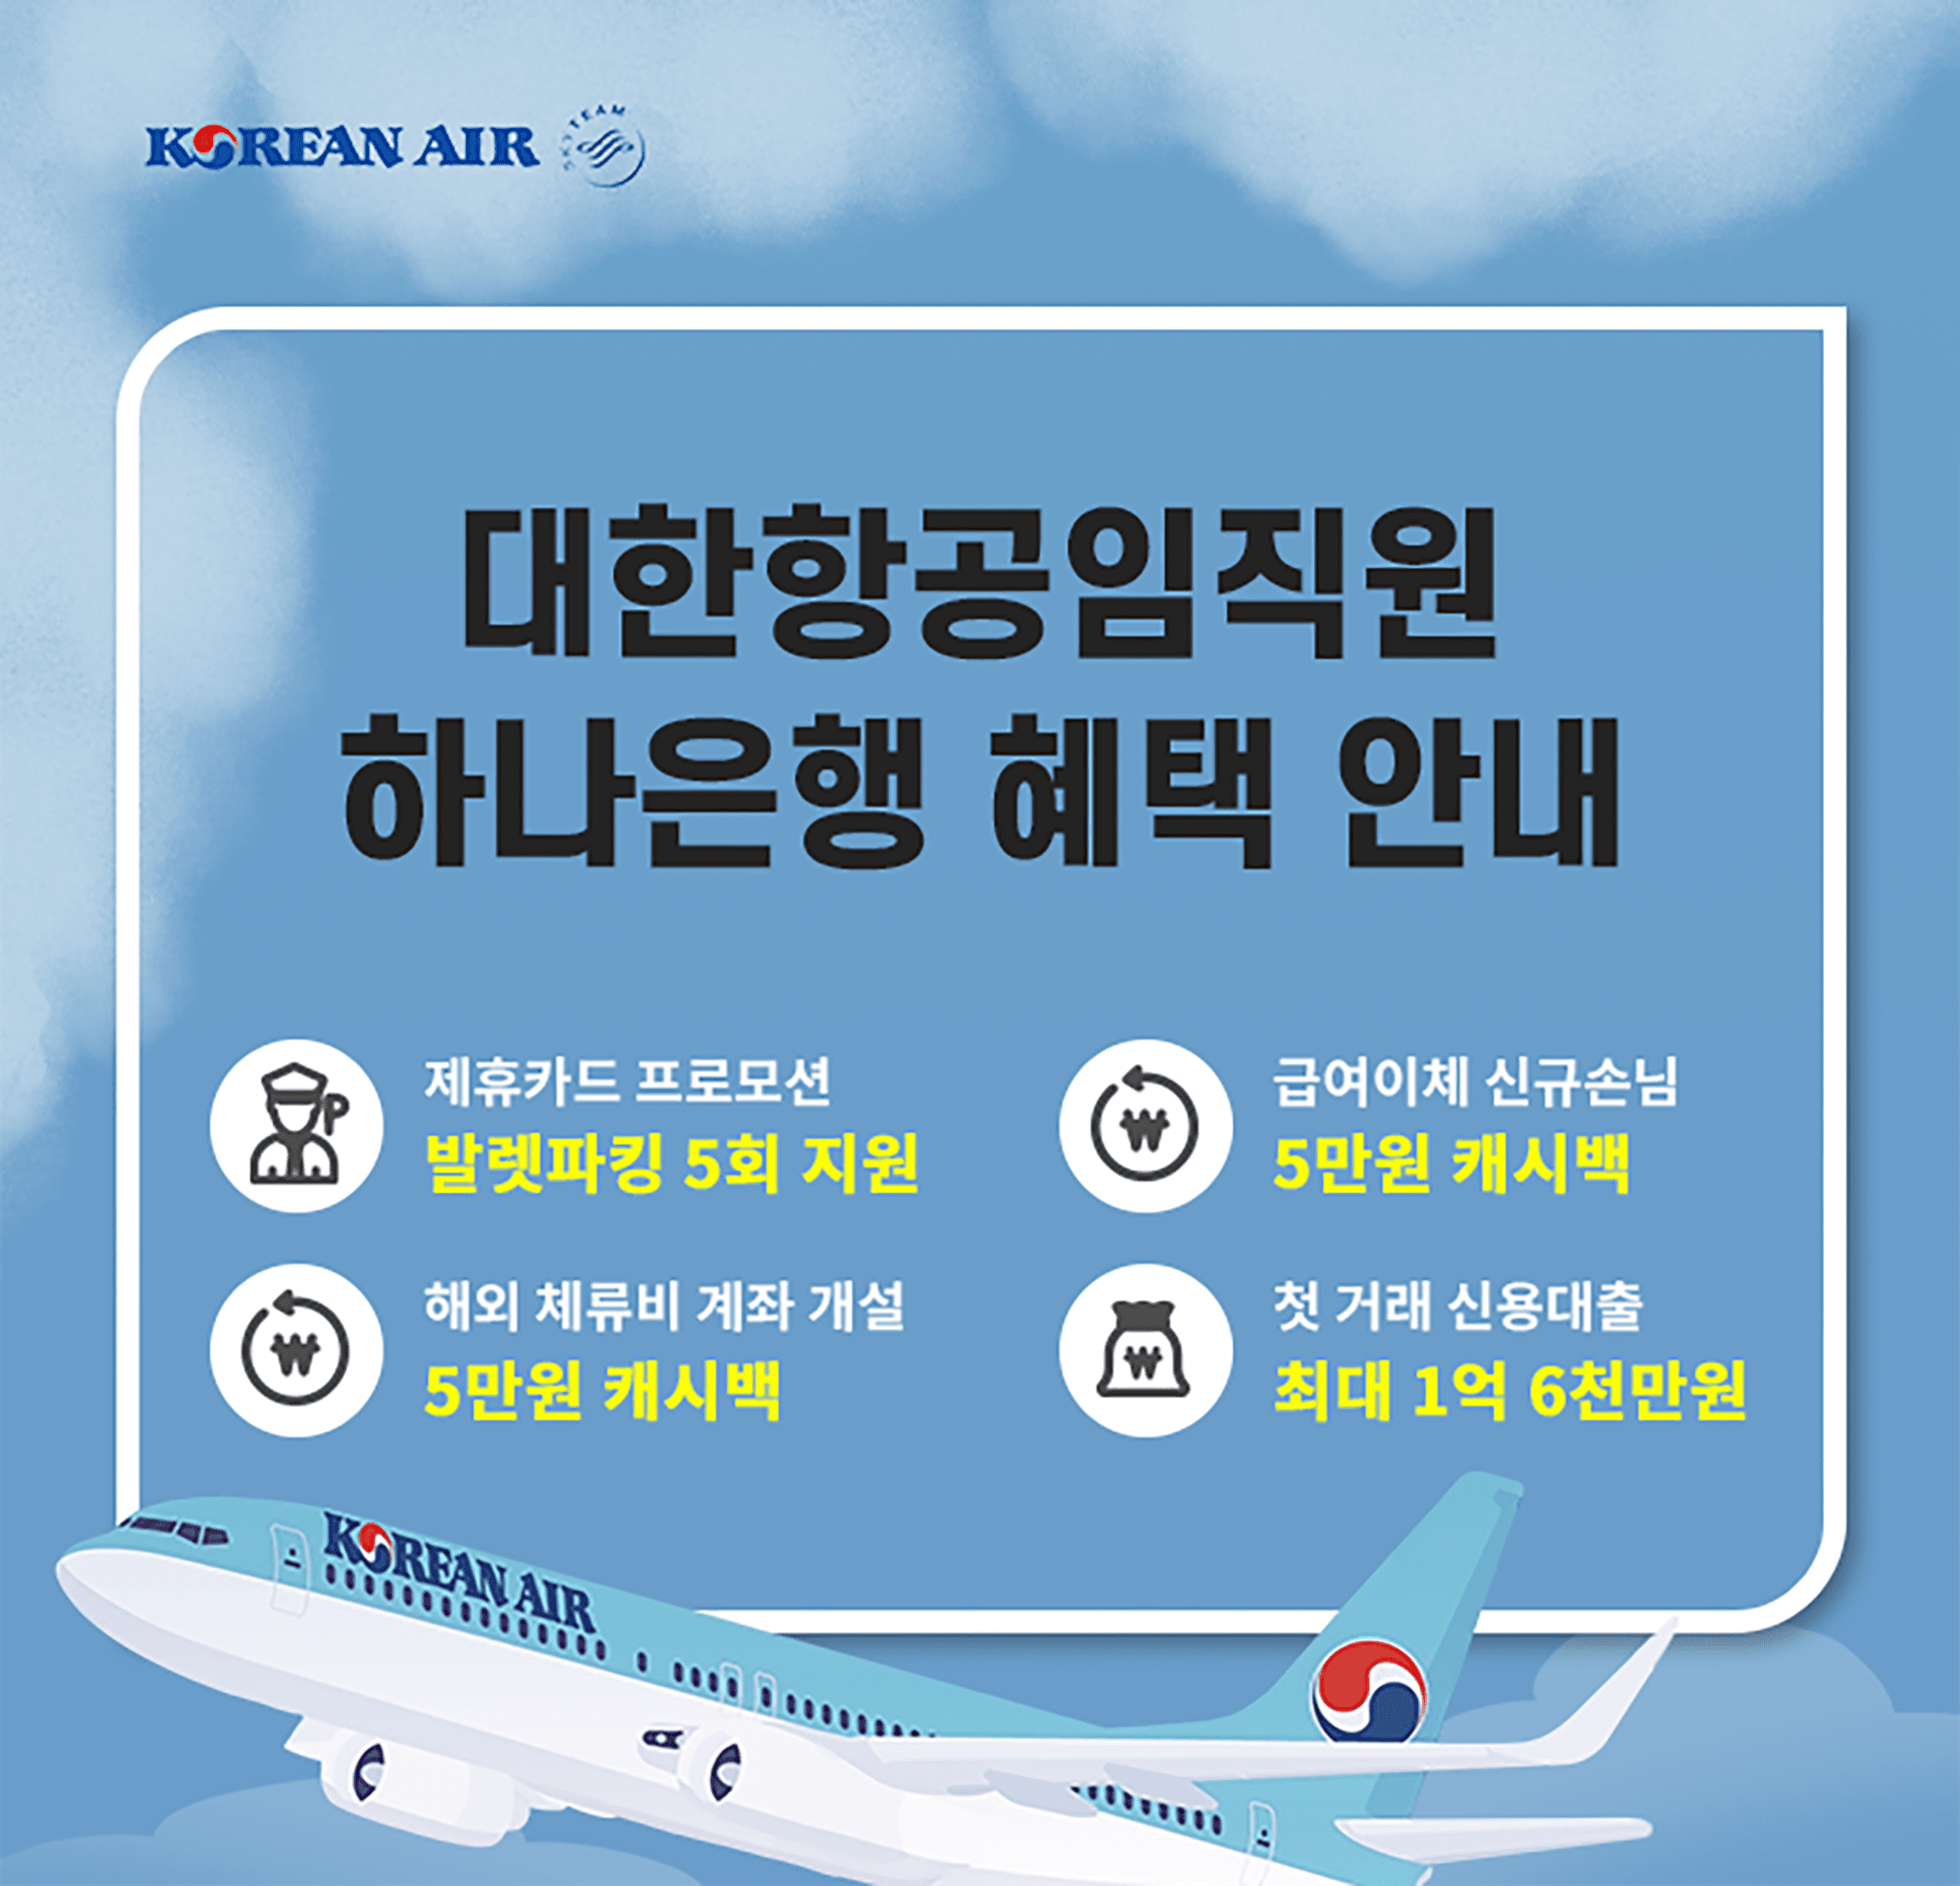 KOREAN AIR
SKYTEAM
대한항공임직원
하나은행 혜택 안내
제휴카드 프로모션
발렛파킹 5회 지원
급여이체 신규손님
5만원 캐시백
해외 체류비 계좌 개설
5만원 캐시백
첫 거래 신용대출
최대 1억 6천만원
P
₩
₩
₩
KOREAN AIR